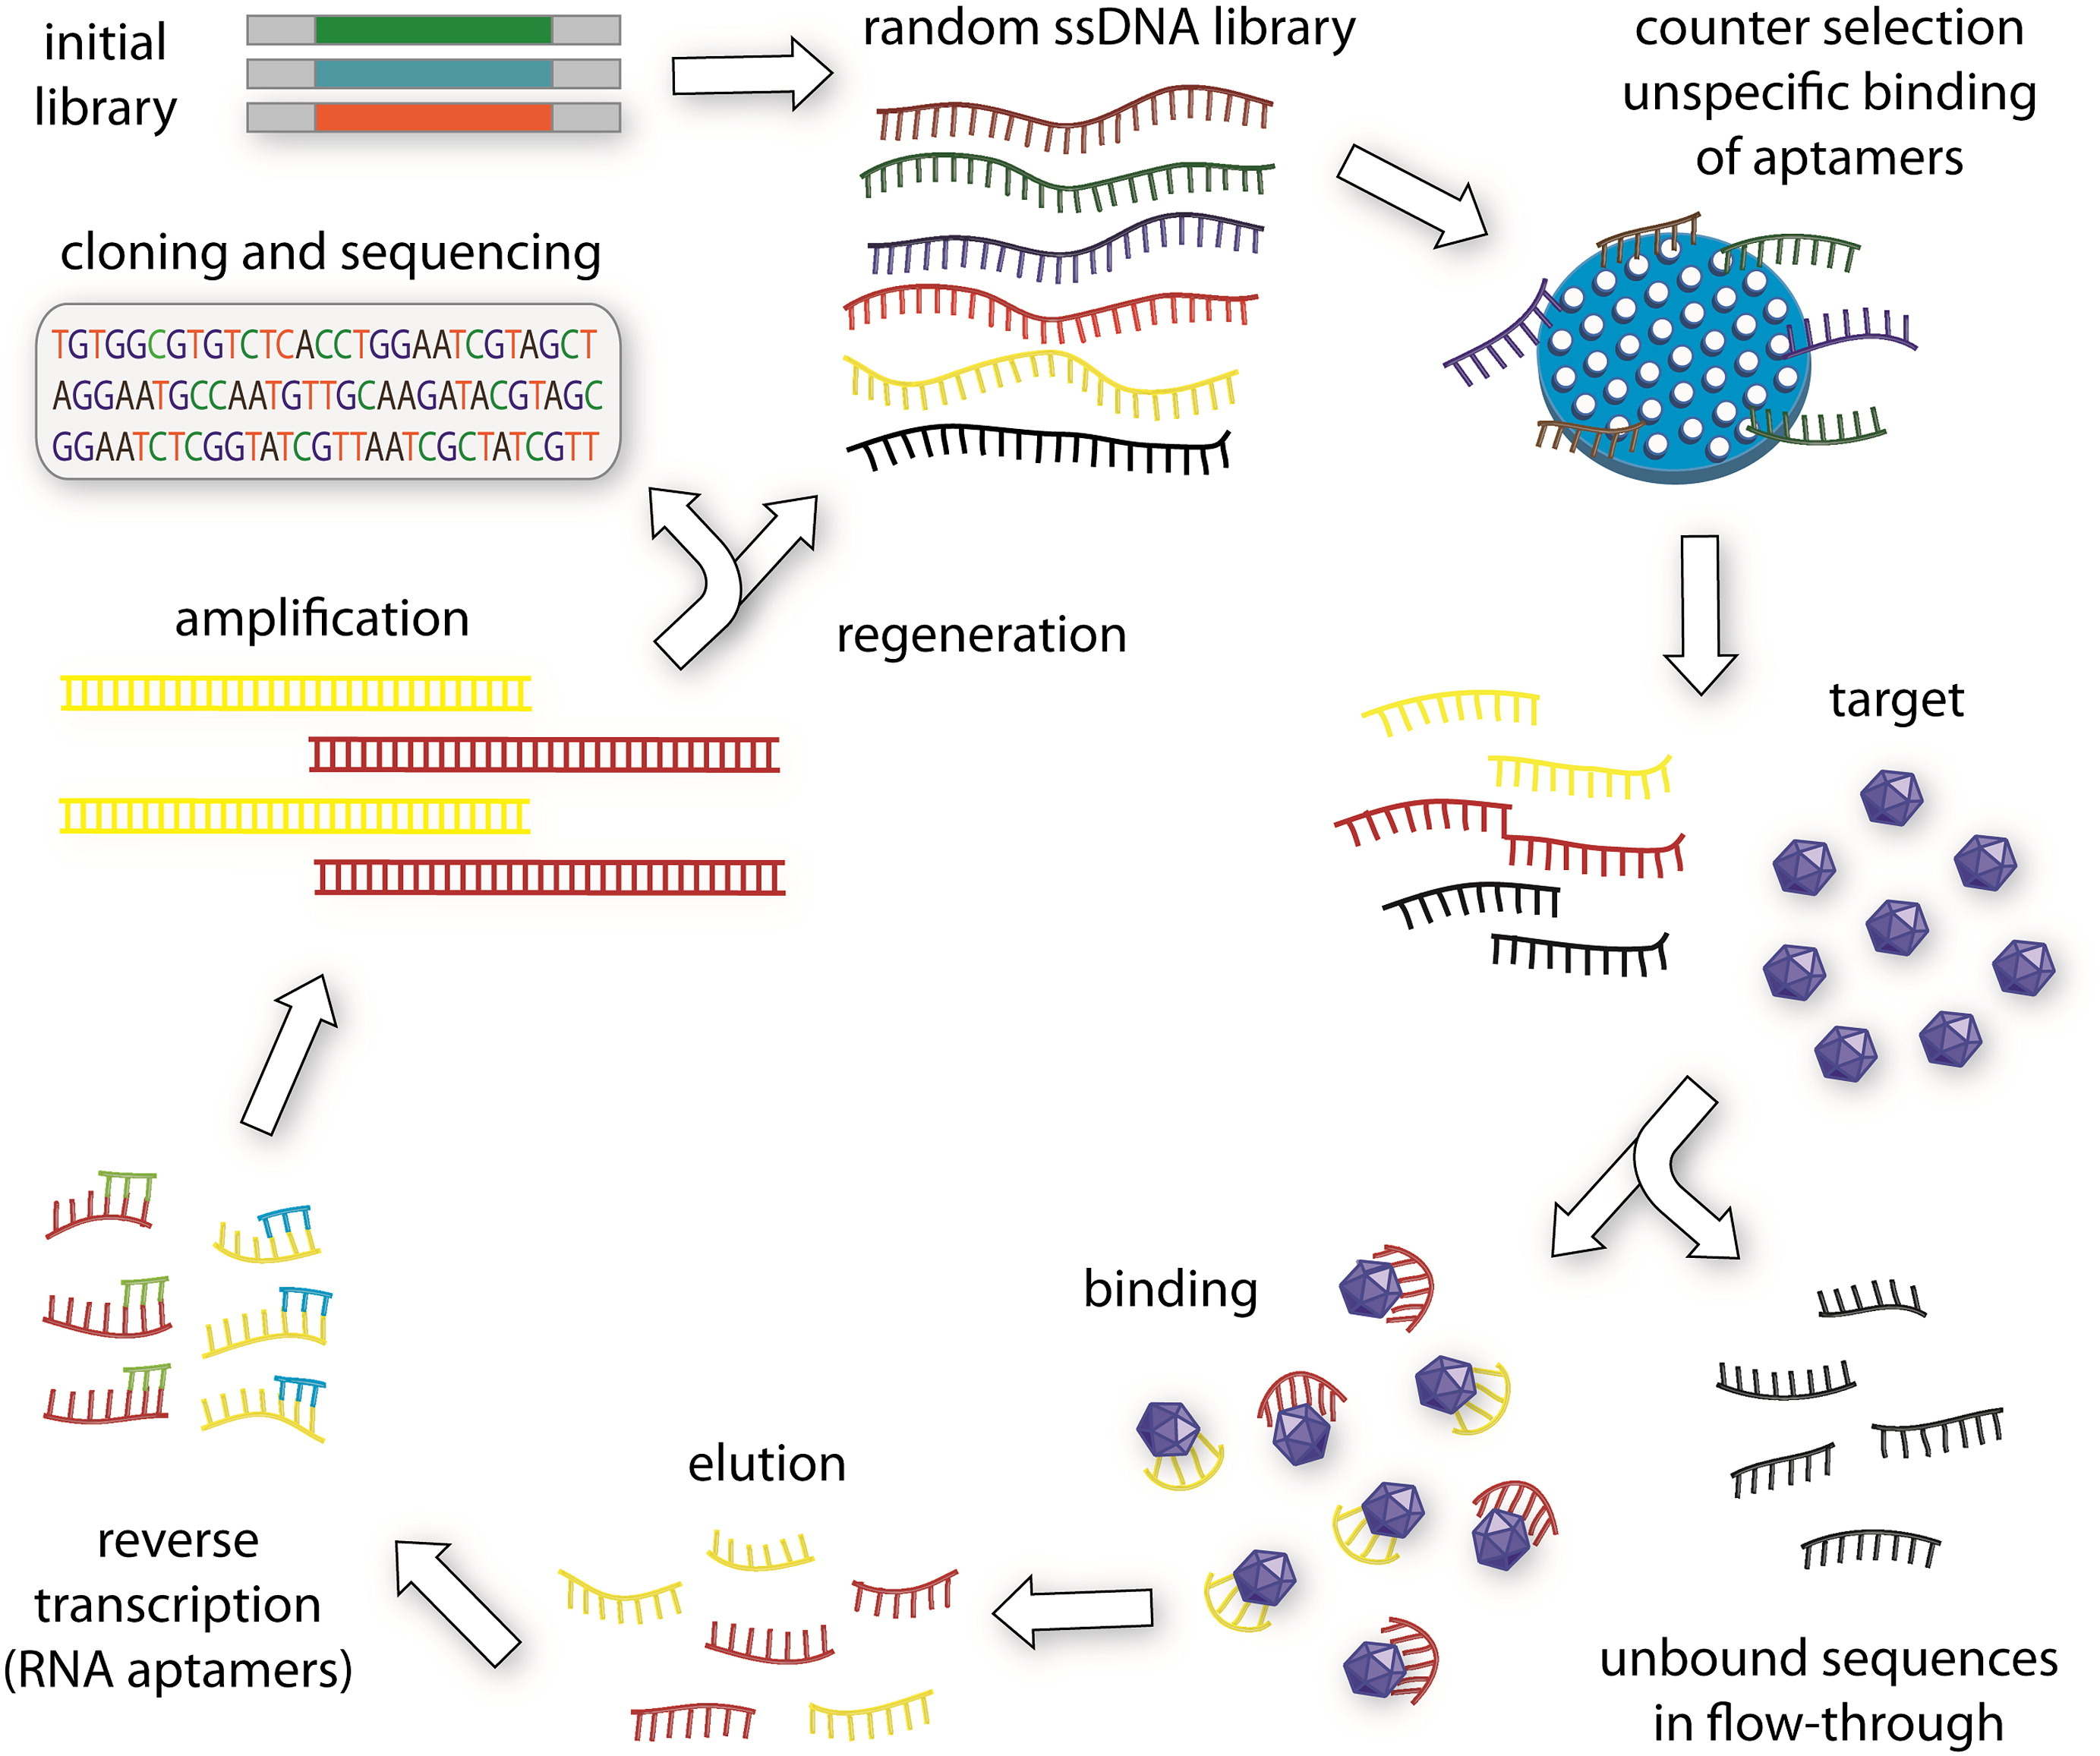 initial
library
random ssDNA library
counter selection
unspecific binding
of aptamers
cloning and sequencing
TGTGGCGTGTCTCACCTGGAATCGTAGCT
AGGAATGCCAATGTTGCAAGATACGTAGC
GGAATCTCGGTATCGTTAATCGCTATCGTT
amplification
regeneration
target
binding
elution
reverse
transcription
(RNA aptamers)
unbound sequences
in flow-through